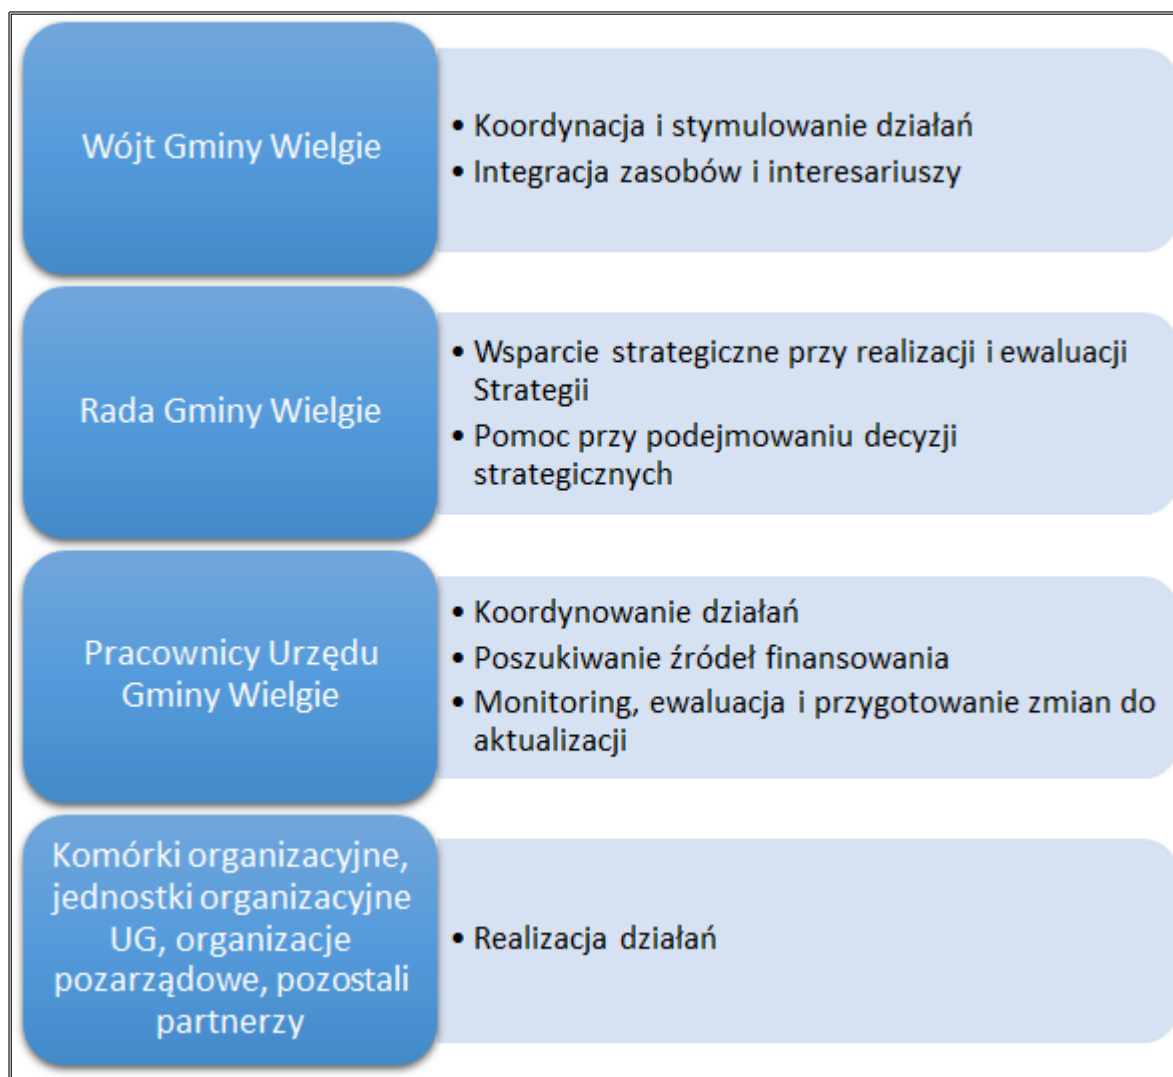 Wójt Gminy Wielgie
• Koordynacja i stymulowanie działań
• Integracja zasobów i interesariuszy
Rada Gminy Wielgie
• Wsparcie strategiczne przy realizacji i ewaluacji
Strategii
• Pomoc przy podejmowaniu decyzji
strategicznych
Pracownicy Urzędu
Gminy Wielgie
• Koordynowanie działań
• Poszukiwanie źródeł finansowania
• Monitoring, ewaluacja i przygotowanie zmian do
aktualizacji
Komórki organizacyjne,
jednostki organizacyjne
UG, organizacje
pozarządowe, pozostali
partnerzy
• Realizacja działań